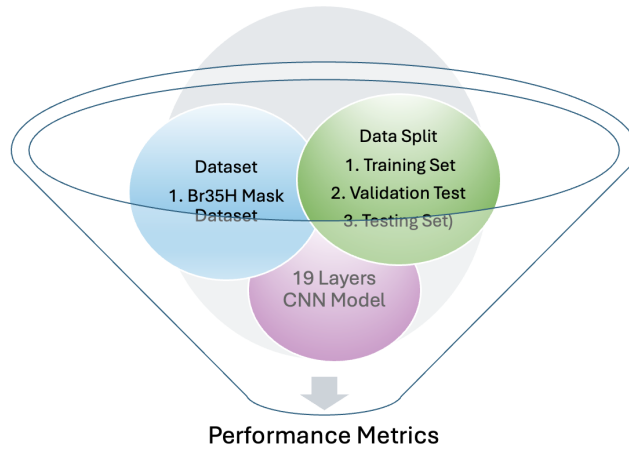 Dataset
1. Br35H Mask
Dataset
Data Split
1. Training Set
2. Validation Test
3. Testing Set)
19 Layers
CNN Model
Performance Metrics